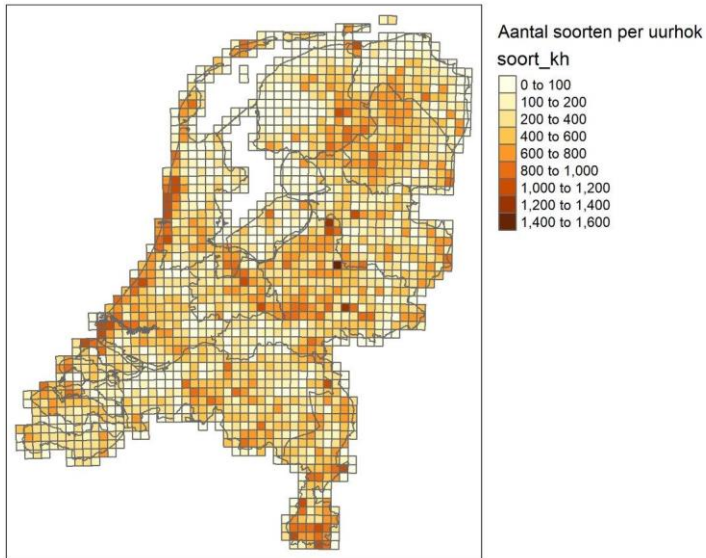 Aantal soorten per uurhok
soort_kh
0 to 100
100 to 200
200 to 400
400 to 600
600 to 800
800 to 1,000
1,000 to 1,200
1,200 to 1,400
1,400 to 1,600